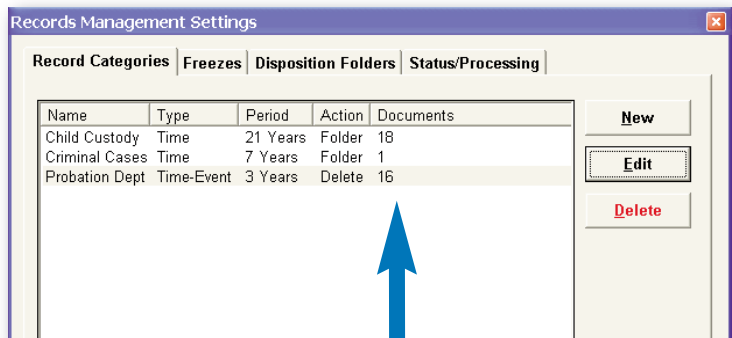 Records Management Settings
Record Categories Freezes Disposition Folders Status/Processing
Name Type Period Action Documents
Child Custody Time 21 Years Folder 18
Criminal Cases Time 7 Years Folder 1
Probation Dept Time-Event 3 Years Delete 16
New
Edit
Delete